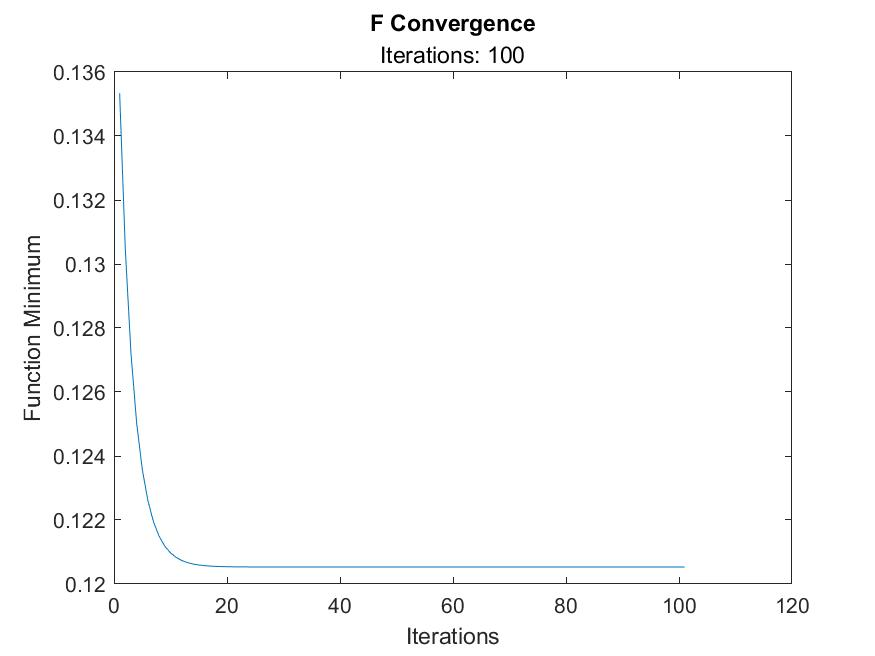 F Convergence
Iterations: 100
0.136
0.134
0.132
0.13
0.128
0.126
0.124
0.122
0.12
Function Minimum
0 20 40 60 80 100 120
Iterations